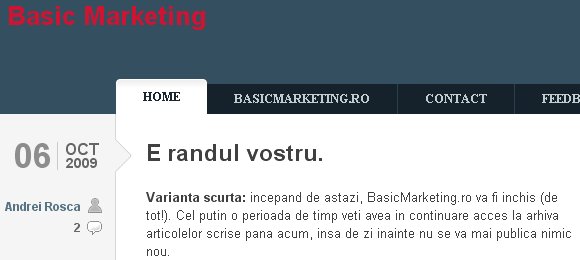 Basic Marketing
HOME BASICMARKETING.RO CONTACT FEEDB
06 OCT 2009
E randul vostru.
Andrei Rosca
2
Varianta scurta: incepand de astazi, BasicMarketing.ro va fi inchis (de
tot!). Cel putin o perioada de timp veti avea in continuare acces la arhiva
articolelor scrise pana acum, insa de zi inainte nu se va mai publica nimic
nou.